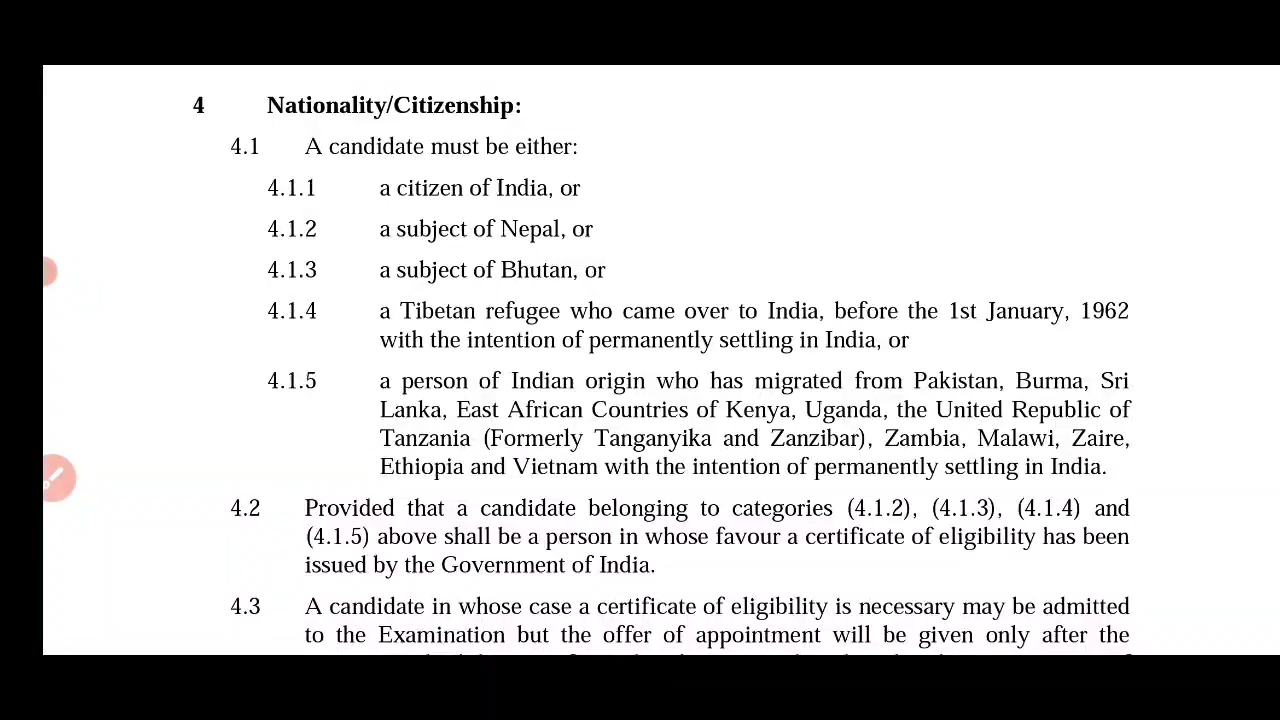 4 Nationality/Citizenship:
4.1 A candidate must be either:
4.1.1 a citizen of India, or
4.1.2 a subject of Nepal, or
4.1.3 a subject of Bhutan, or
4.1.4 a Tibetan refugee who came over to India, before the 1st January, 1962
with the intention of permanently settling in India, or
4.1.5 a person of Indian origin who has migrated from Pakistan, Burma, Sri
Lanka, East African Countries of Kenya, Uganda, the United Republic of
Tanzania (Formerly Tanganyika and Zanzibar), Zambia, Malawi, Zaire,
Ethiopia and Vietnam with the intention of permanently settling in India.
4.2 Provided that a candidate belonging to categories (4.1.2), (4.1.3), (4.1.4) and
(4.1.5) above shall be a person in whose favour a certificate of eligibility has been
issued by the Government of India.
4.3 A candidate in whose case a certificate of eligibility is necessary may be admitted
to the Examination but the offer of appointment will be given only after the